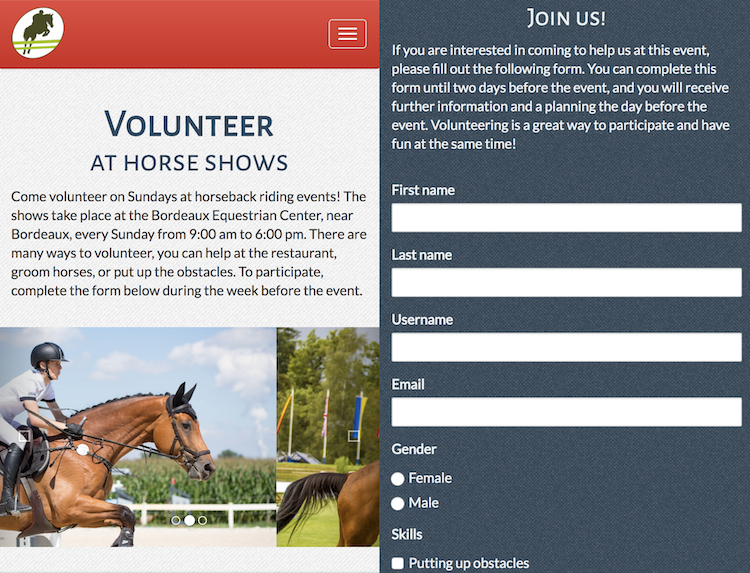 Volunteer
at horse shows
Come volunteer on Sundays at horseback riding events! The
shows take place at the Bordeaux Equestrian Center, near
Bordeaux, every Sunday from 9:00 am to 6:00 pm. There are
many ways to volunteer, you can help at the restaurant,
groom horses, or put up the obstacles. To participate,
complete the form below during the week before the event.
Join us!
If you are interested in coming to help us at this event,
please fill out the following form. You can complete this
form until two days before the event, and you will receive
further information and a planning the day before the
event. Volunteering is a great way to participate and have
fun at the same time!
First name
Last name
Username
Email
Gender
Female
Male
Skills
Putting up obstacles